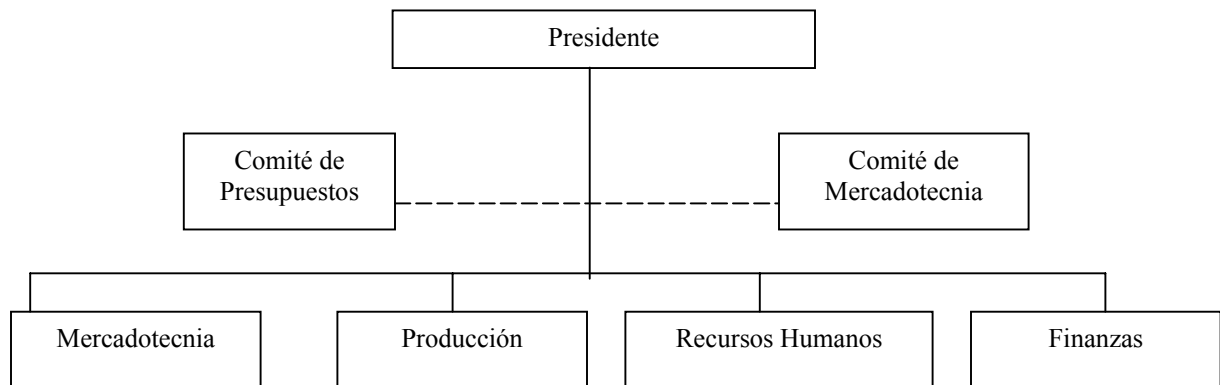 Presidente
Comité de
Presupuestos
Comité de
Mercadotecnia
Mercadotecnia
Producción
Recursos Humanos
Finanzas